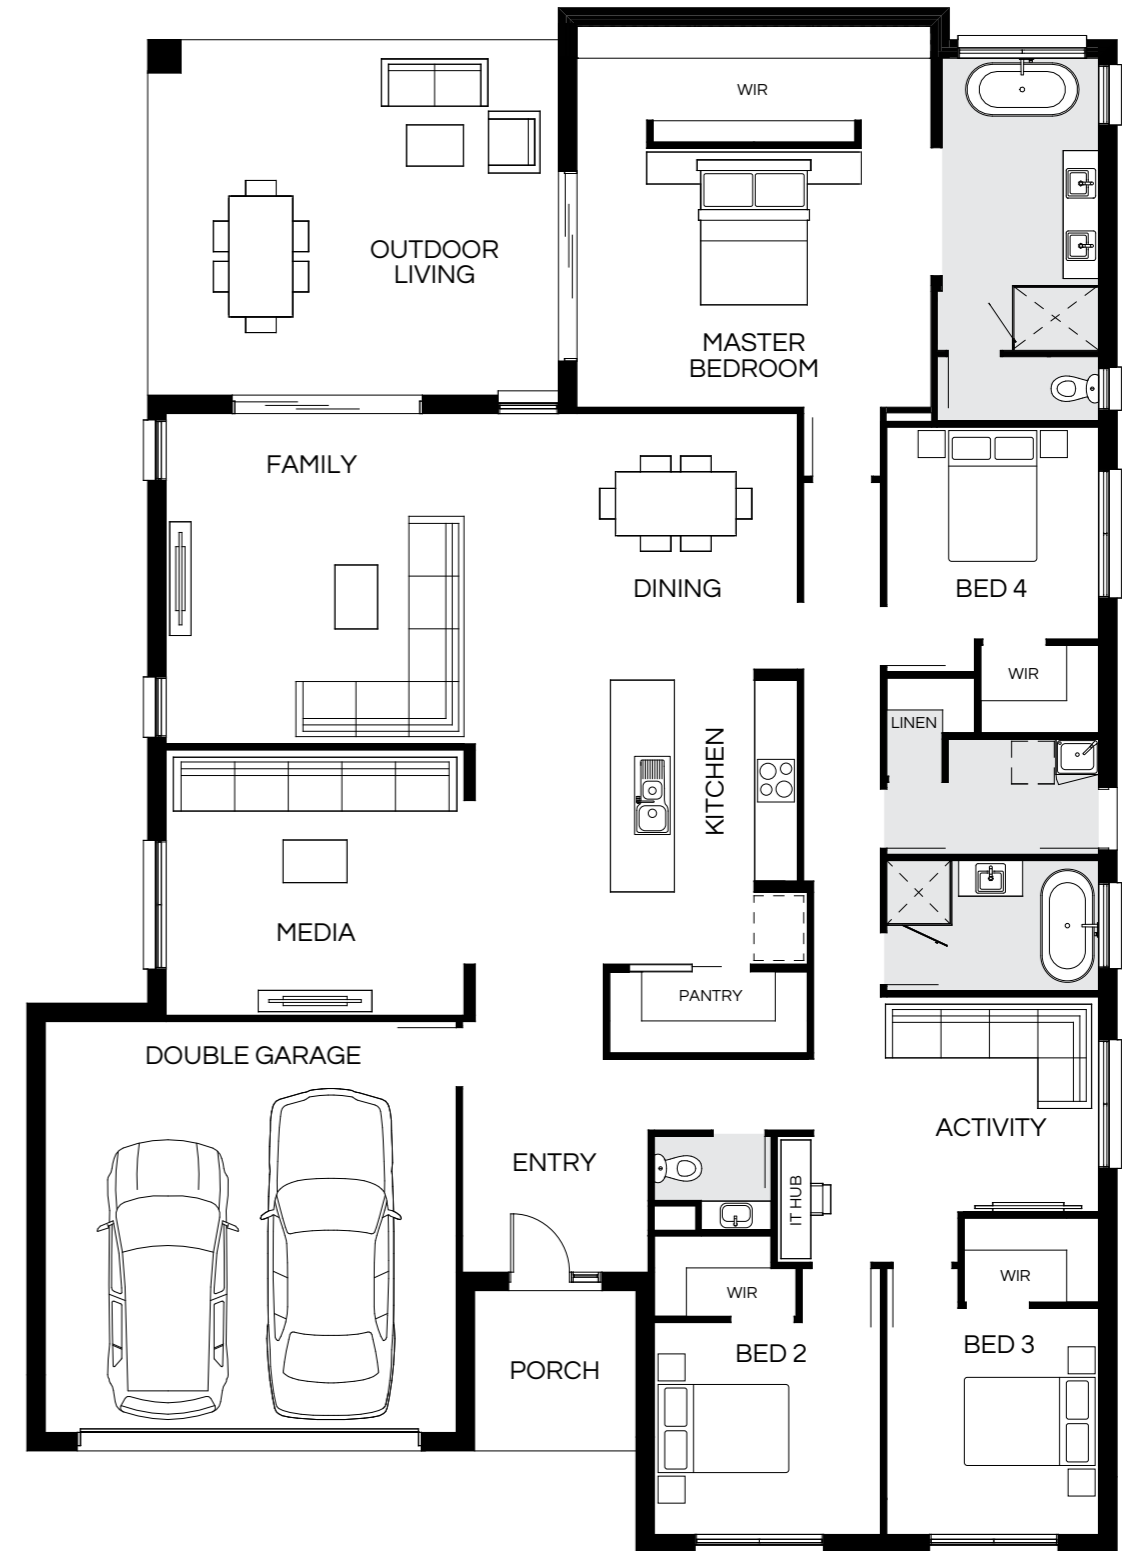 WIR
OUTDOOR
LIVING
MASTER
BEDROOM
FAMILY
DINING
BED 4
WIR
LINEN
KITCHEN
MEDIA
PANTRY
DOUBLE GARAGE
ACTIVITY
ENTRY
IT HUB
WIR
WIR
BED 2
BED 3
PORCH